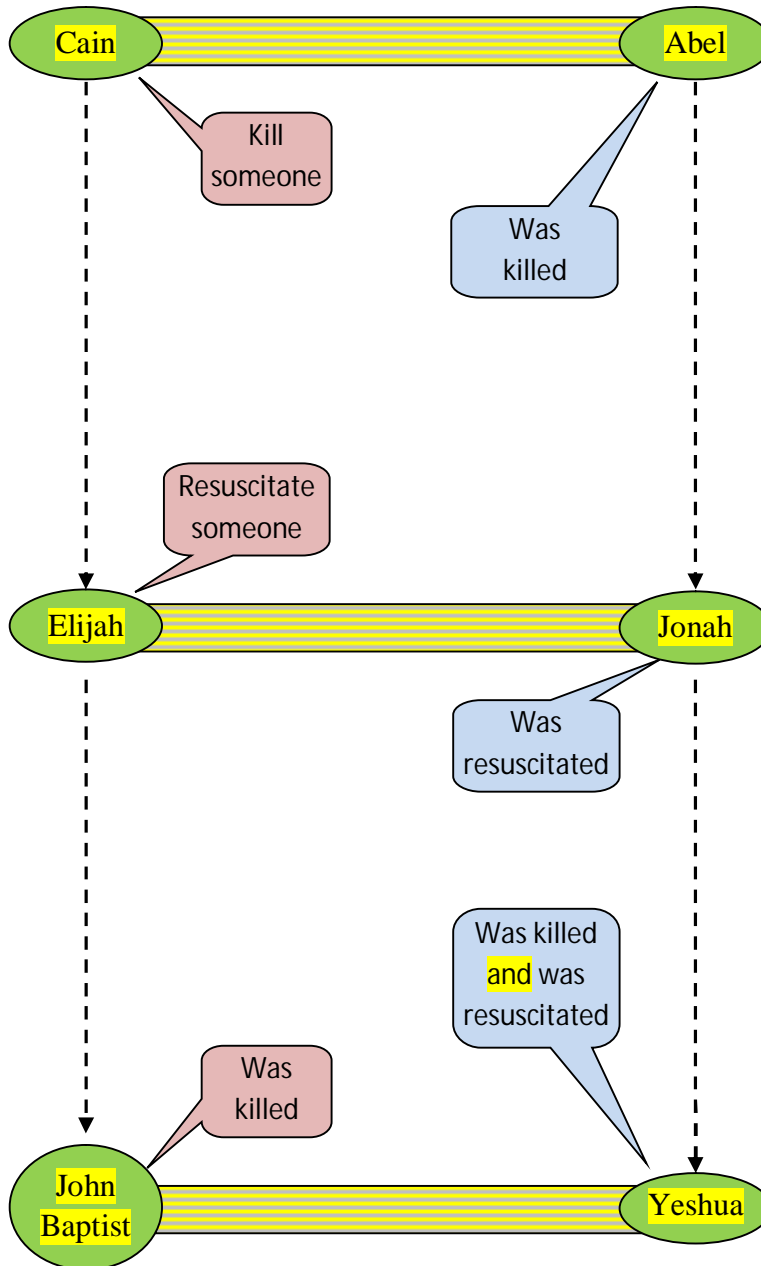 Cain
Abel
Kill
someone
Was
killed
Resuscitate
someone
Elijah
Jonah
Was
resuscitated
Was killed
and was
resuscitated
Was
killed
John
Baptist
Yeshua